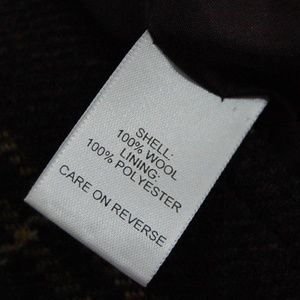 SHELL:
100% WOOL
LINING:
100% POLYESTER
CARE ON REVERSE